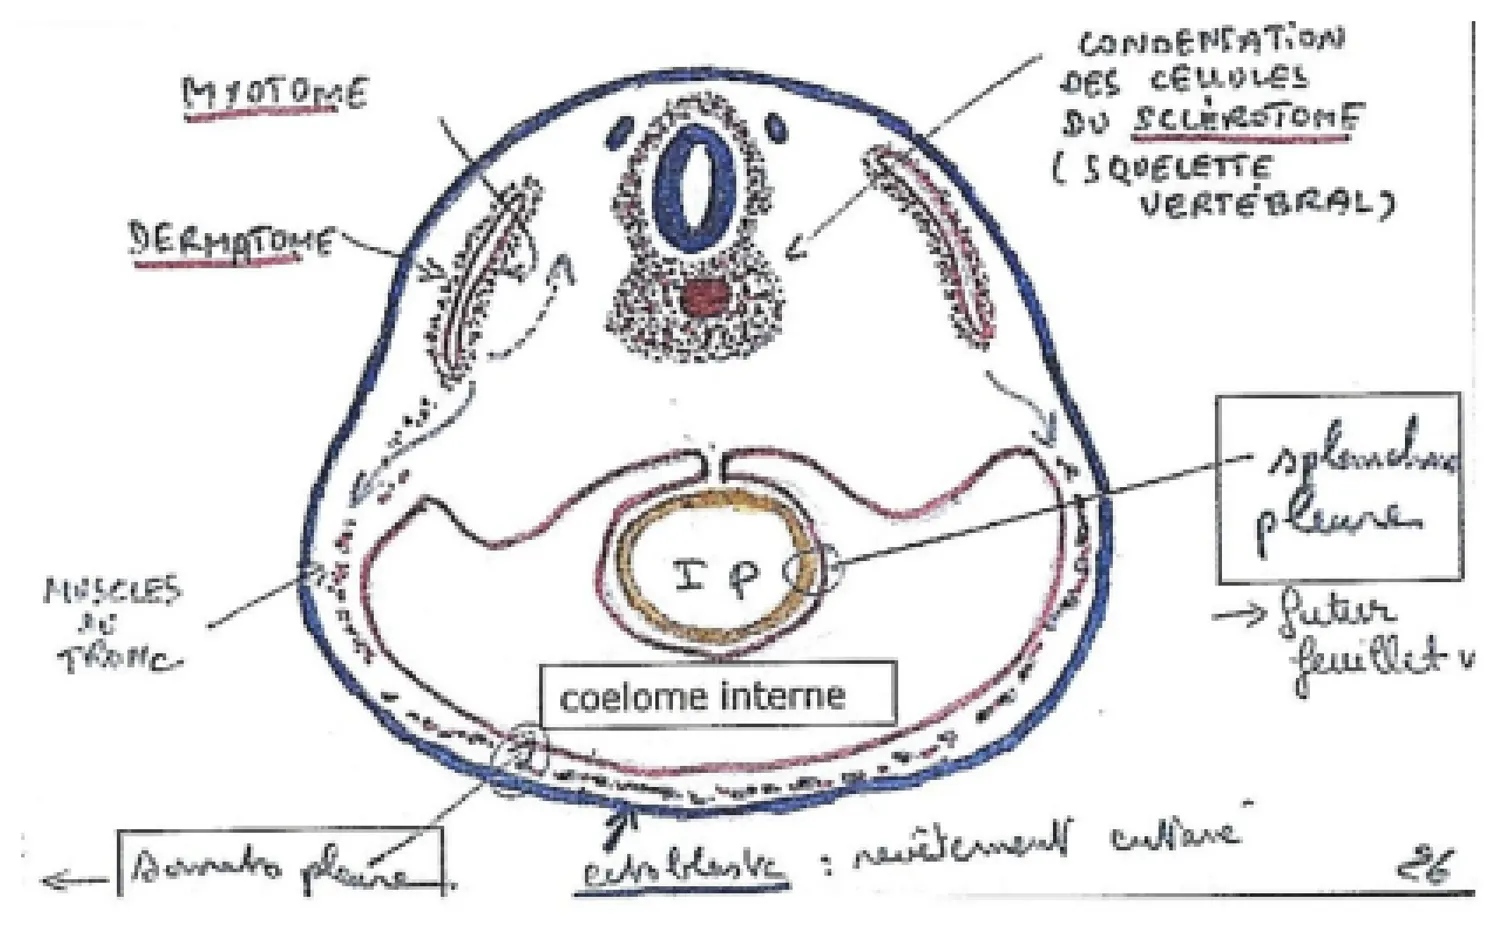 MYOTOME
DERMATOME
CONDENSATION
DES CELLULES
DU SCLÉROTOME
(SQUELETTE
VERTÉBRAL)
splanchno
pleure
→ futur
feuillet v
MUSCLES
DU
TRONC
I P
coelome interne
← Somato pleure
ectoblaste : revêtement cutané
26